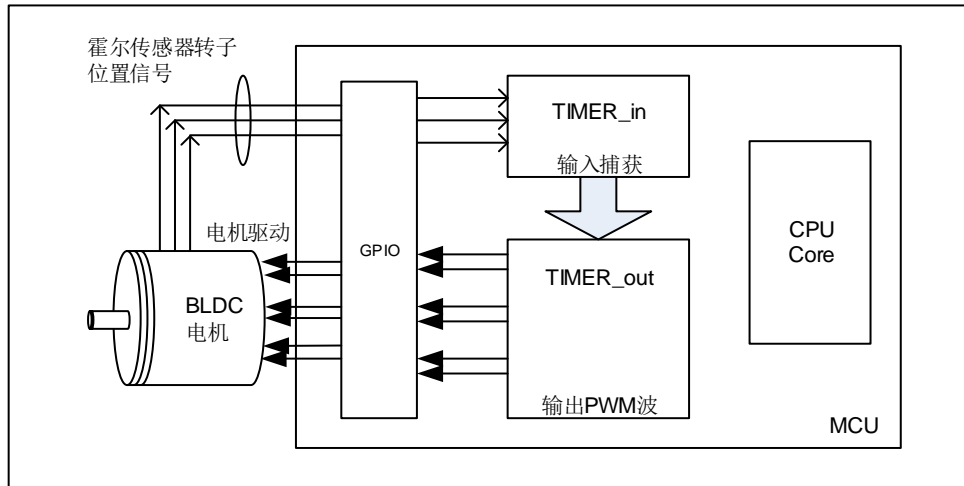 霍尔传感器转子
位置信号
TIMER_in
输入捕获
CPU
Core
电机驱动
GPIO
TIMER_out
BLDC
电机
输出PWM波
MCU